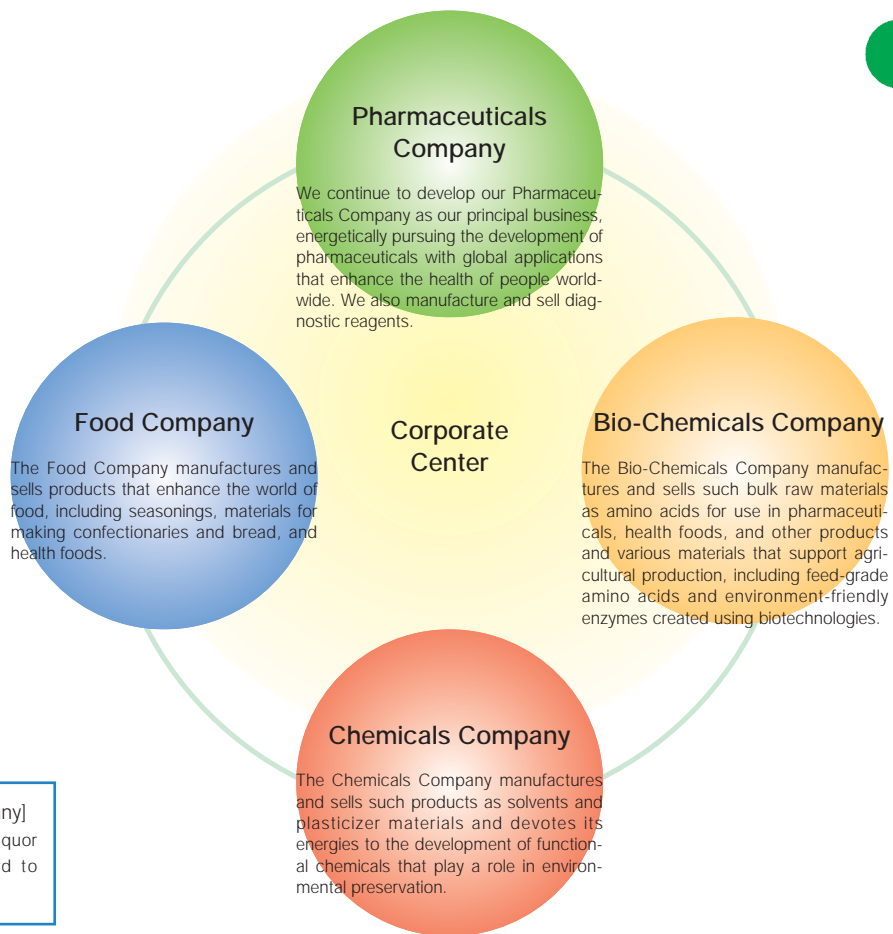 Pharmaceuticals
Company
We continue to develop our Pharmaceu-
ticals Company as our principal business,
energetically pursuing the development of
pharmaceuticals with global applications
that enhance the health of people world-
wide. We also manufacture and sell diag-
nostic reagents.
Food Company
The Food Company manufactures and
sells products that enhance the world of
food, including seasonings, materials for
making confectionaries and bread, and
health foods.
Corporate
Center
Bio-Chemicals Company
The Bio-Chemicals Company manufac-
tures and sells such bulk raw materials
as amino acids for use in pharmaceuti-
cals, health foods, and other products
and various materials that support agri-
cultural production, including feed-grade
amino acids and environment-friendly
enzymes created using biotechnologies.
Chemicals Company
The Chemicals Company manufactures
and sells such products as solvents and
plasticizer materials and devotes its
energies to the development of function-
al chemicals that play a role in environ-
mental preservation.
to